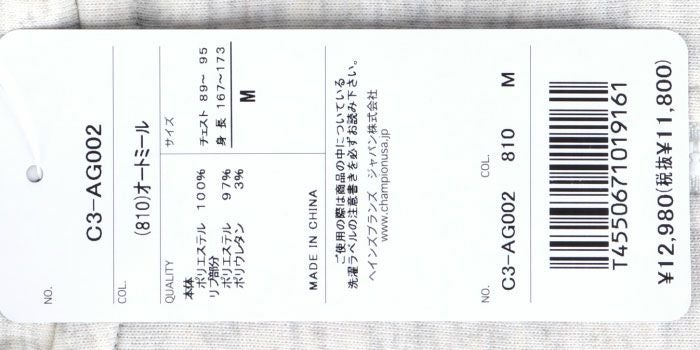 NO.
C3-AG002
COL.
(810)オートミール
サイズ
チェスト 89～ 95
身 長 167～173
M
QUALITY
本体
ポリエステル 100%
リブ部分
ポリエステル 97%
ポリウレタン 3%
MADE IN CHINA
ご使用の際は商品の中についている
洗濯ラベルの注意書きを必ずお読み下さい。
ヘインズブランズ ジャパン株式会社
www.championusa.jp
NO. COL.
C3-AG002 810 M
T4550671019161
¥12,980(税抜¥11,800)